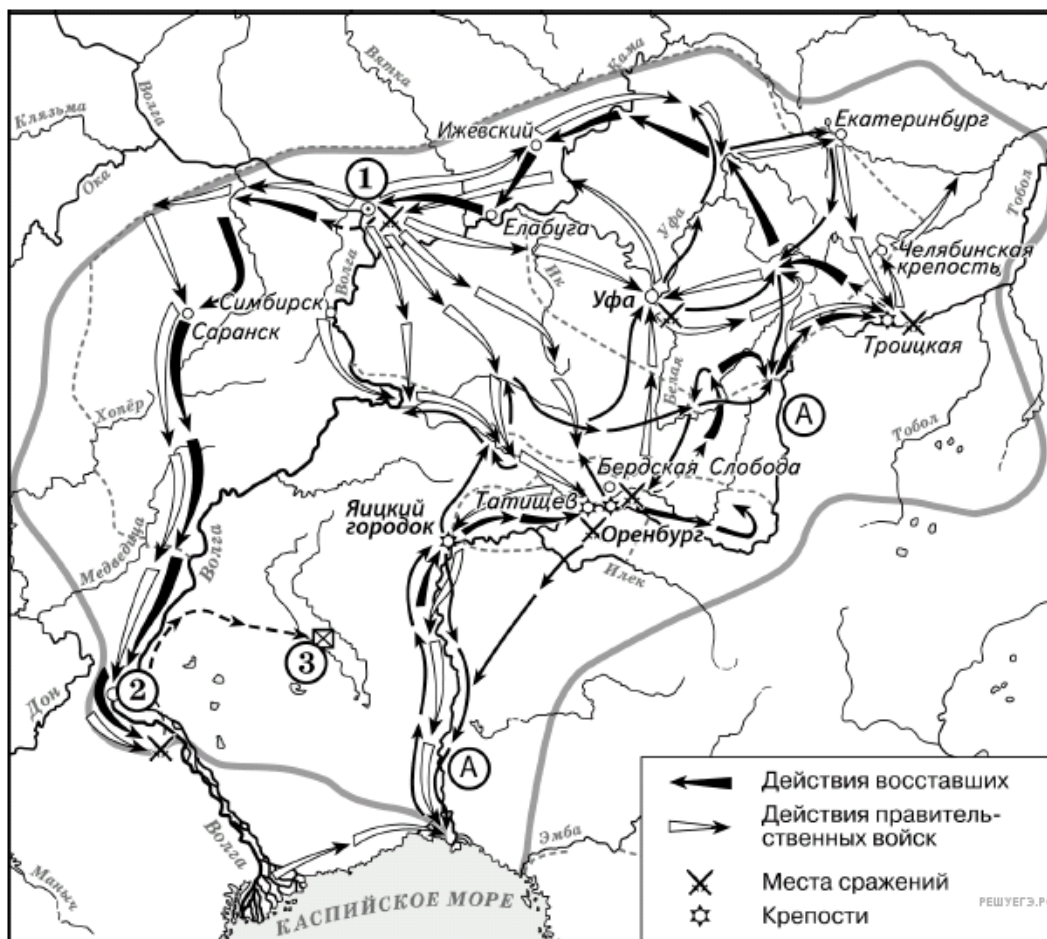 Клязьма
Волга
Вятка
Кама
Ока
Ижевский
Екатеринбург
Тобол
1
Елабуга
Уфа
Челябинская
крепость
Волга
Ик
Симбирск
Саранск
Уфа
Троицкая
Хопёр
Белая
А
Тобол
Бердская Слобода
Татищев
Яицкий
городок
Оренбург
Медведица
Волга
Илек
3
2
Дон
А
Волга
Эмба
Маныч
КАСПИЙСКОЕ МОРЕ
Действия восставших
Действия правитель-
ственных войск
Места сражений
Крепости
РЕШУЕГЭ.РФ